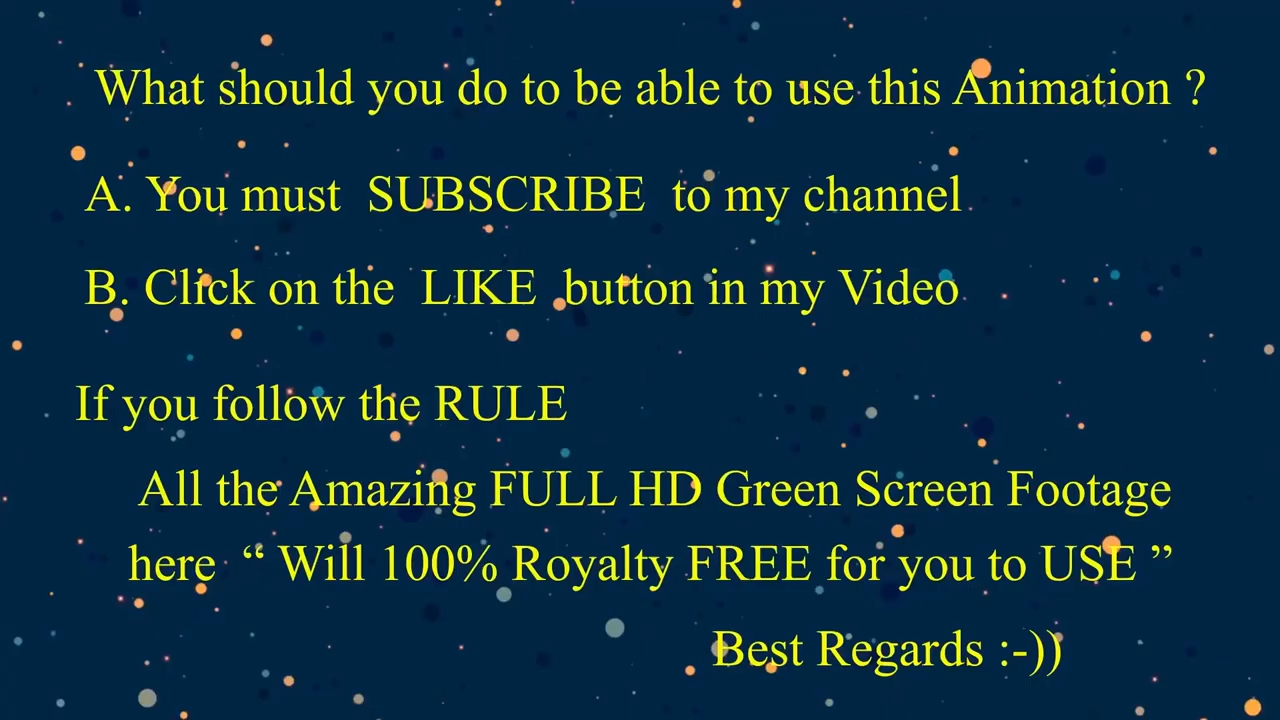 What should you do to be able to use this Animation ?
A. You must SUBSCRIBE to my channel
B. Click on the LIKE button in my Video
If you follow the RULE
All the Amazing FULL HD Green Screen Footage
here “ Will 100% Royalty FREE for you to USE ”
Best Regards :-))